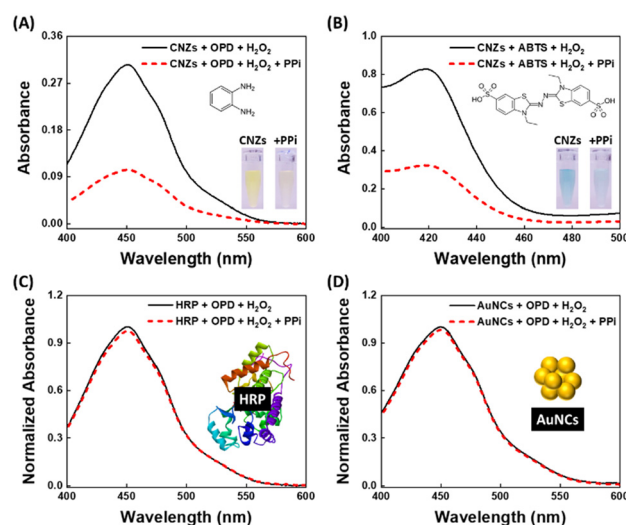 (A)
CNZs + OPD + H₂O₂
CNZs + OPD + H₂O₂ + PPi
NH₂
NH₂
CNZs +PPi
Absorbance
0.36
0.27
0.18
0.09
0.00
400 450 500 550 600
Wavelength (nm)
(B)
CNZs + ABTS + H₂O₂
CNZs + ABTS + H₂O₂ + PPi
HO
O
S
O
S
N
N
N
S
N
O
S
OH
O
CNZs +PPi
Absorbance
1.0
0.8
0.6
0.4
0.2
0.0
400 420 440 460 480 500
Wavelength (nm)
(C)
HRP + OPD + H₂O₂
HRP + OPD + H₂O₂ + PPi
HRP
Normalized Absorbance
1.2
0.9
0.6
0.3
0.0
400 450 500 550 600
Wavelength (nm)
(D)
AuNCs + OPD + H₂O₂
AuNCs + OPD + H₂O₂ + PPi
AuNCs
Normalized Absorbance
1.2
0.9
0.6
0.3
0.0
400 450 500 550 600
Wavelength (nm)